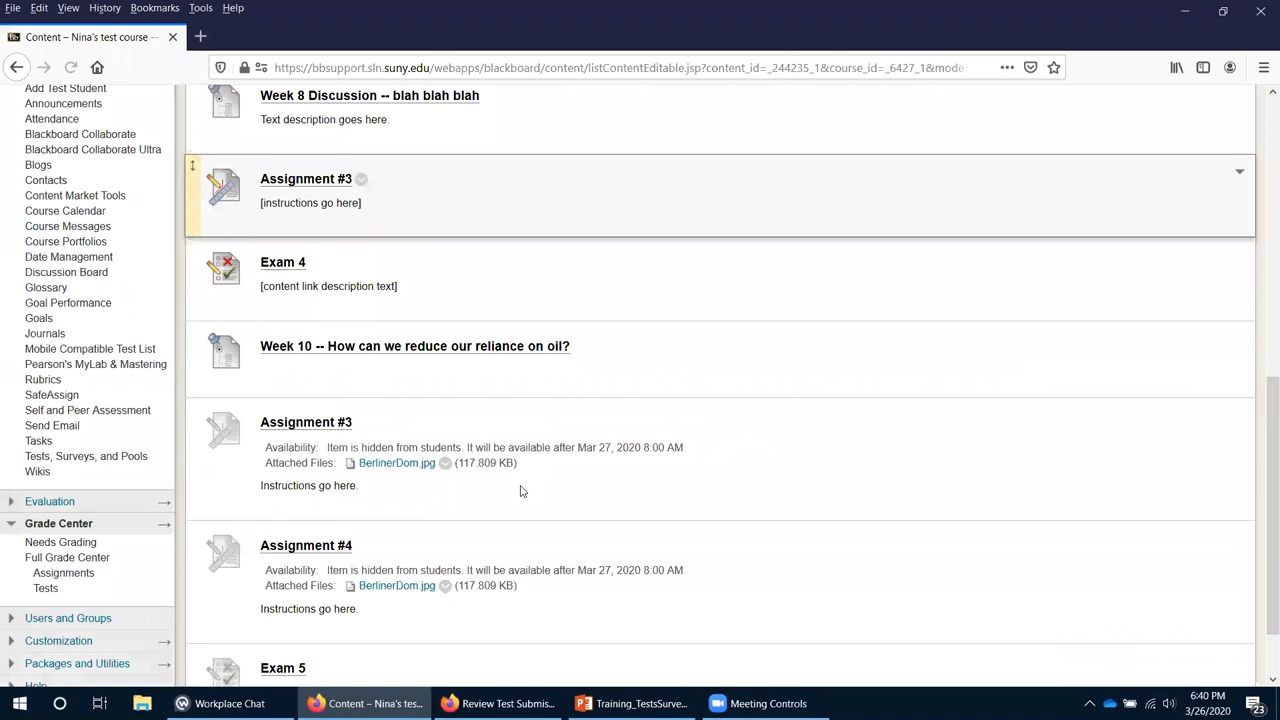 File Edit View History Bookmarks Tools Help
Content – Nina's test course --
https://bbsupport.sln.suny.edu/webapps/blackboard/content/listContentEditable.jsp?content_id=_244235_1&course_id=_6427_1&mode=
Add Test Student
Announcements
Attendance
Blackboard Collaborate
Blackboard Collaborate Ultra
Blogs
Contacts
Content Market Tools
Course Calendar
Course Messages
Course Portfolios
Date Management
Discussion Board
Glossary
Goal Performance
Goals
Journals
Mobile Compatible Test List
Pearson's MyLab & Mastering
Rubrics
SafeAssign
Self and Peer Assessment
Send Email
Tasks
Tests, Surveys, and Pools
Wikis
Evaluation
Grade Center
Needs Grading
Full Grade Center
Assignments
Tests
Users and Groups
Customization
Packages and Utilities
Help
Week 8 Discussion -- blah blah blah
Text description goes here.
Assignment #3
[instructions go here]
Exam 4
[content link description text]
Week 10 -- How can we reduce our reliance on oil?
Assignment #3
Availability: Item is hidden from students. It will be available after Mar 27, 2020 8:00 AM.
Attached Files: BerlinerDom.jpg (117.809 KB)
Instructions go here.
Assignment #4
Availability: Item is hidden from students. It will be available after Mar 27, 2020 8:00 AM.
Attached Files: BerlinerDom.jpg (117.809 KB)
Instructions go here.
Exam 5
Workplace Chat
Content – Nina's tes...
Review Test Submis...
Training_TestsSurve...
Meeting Controls
6:40 PM
3/26/2020
23